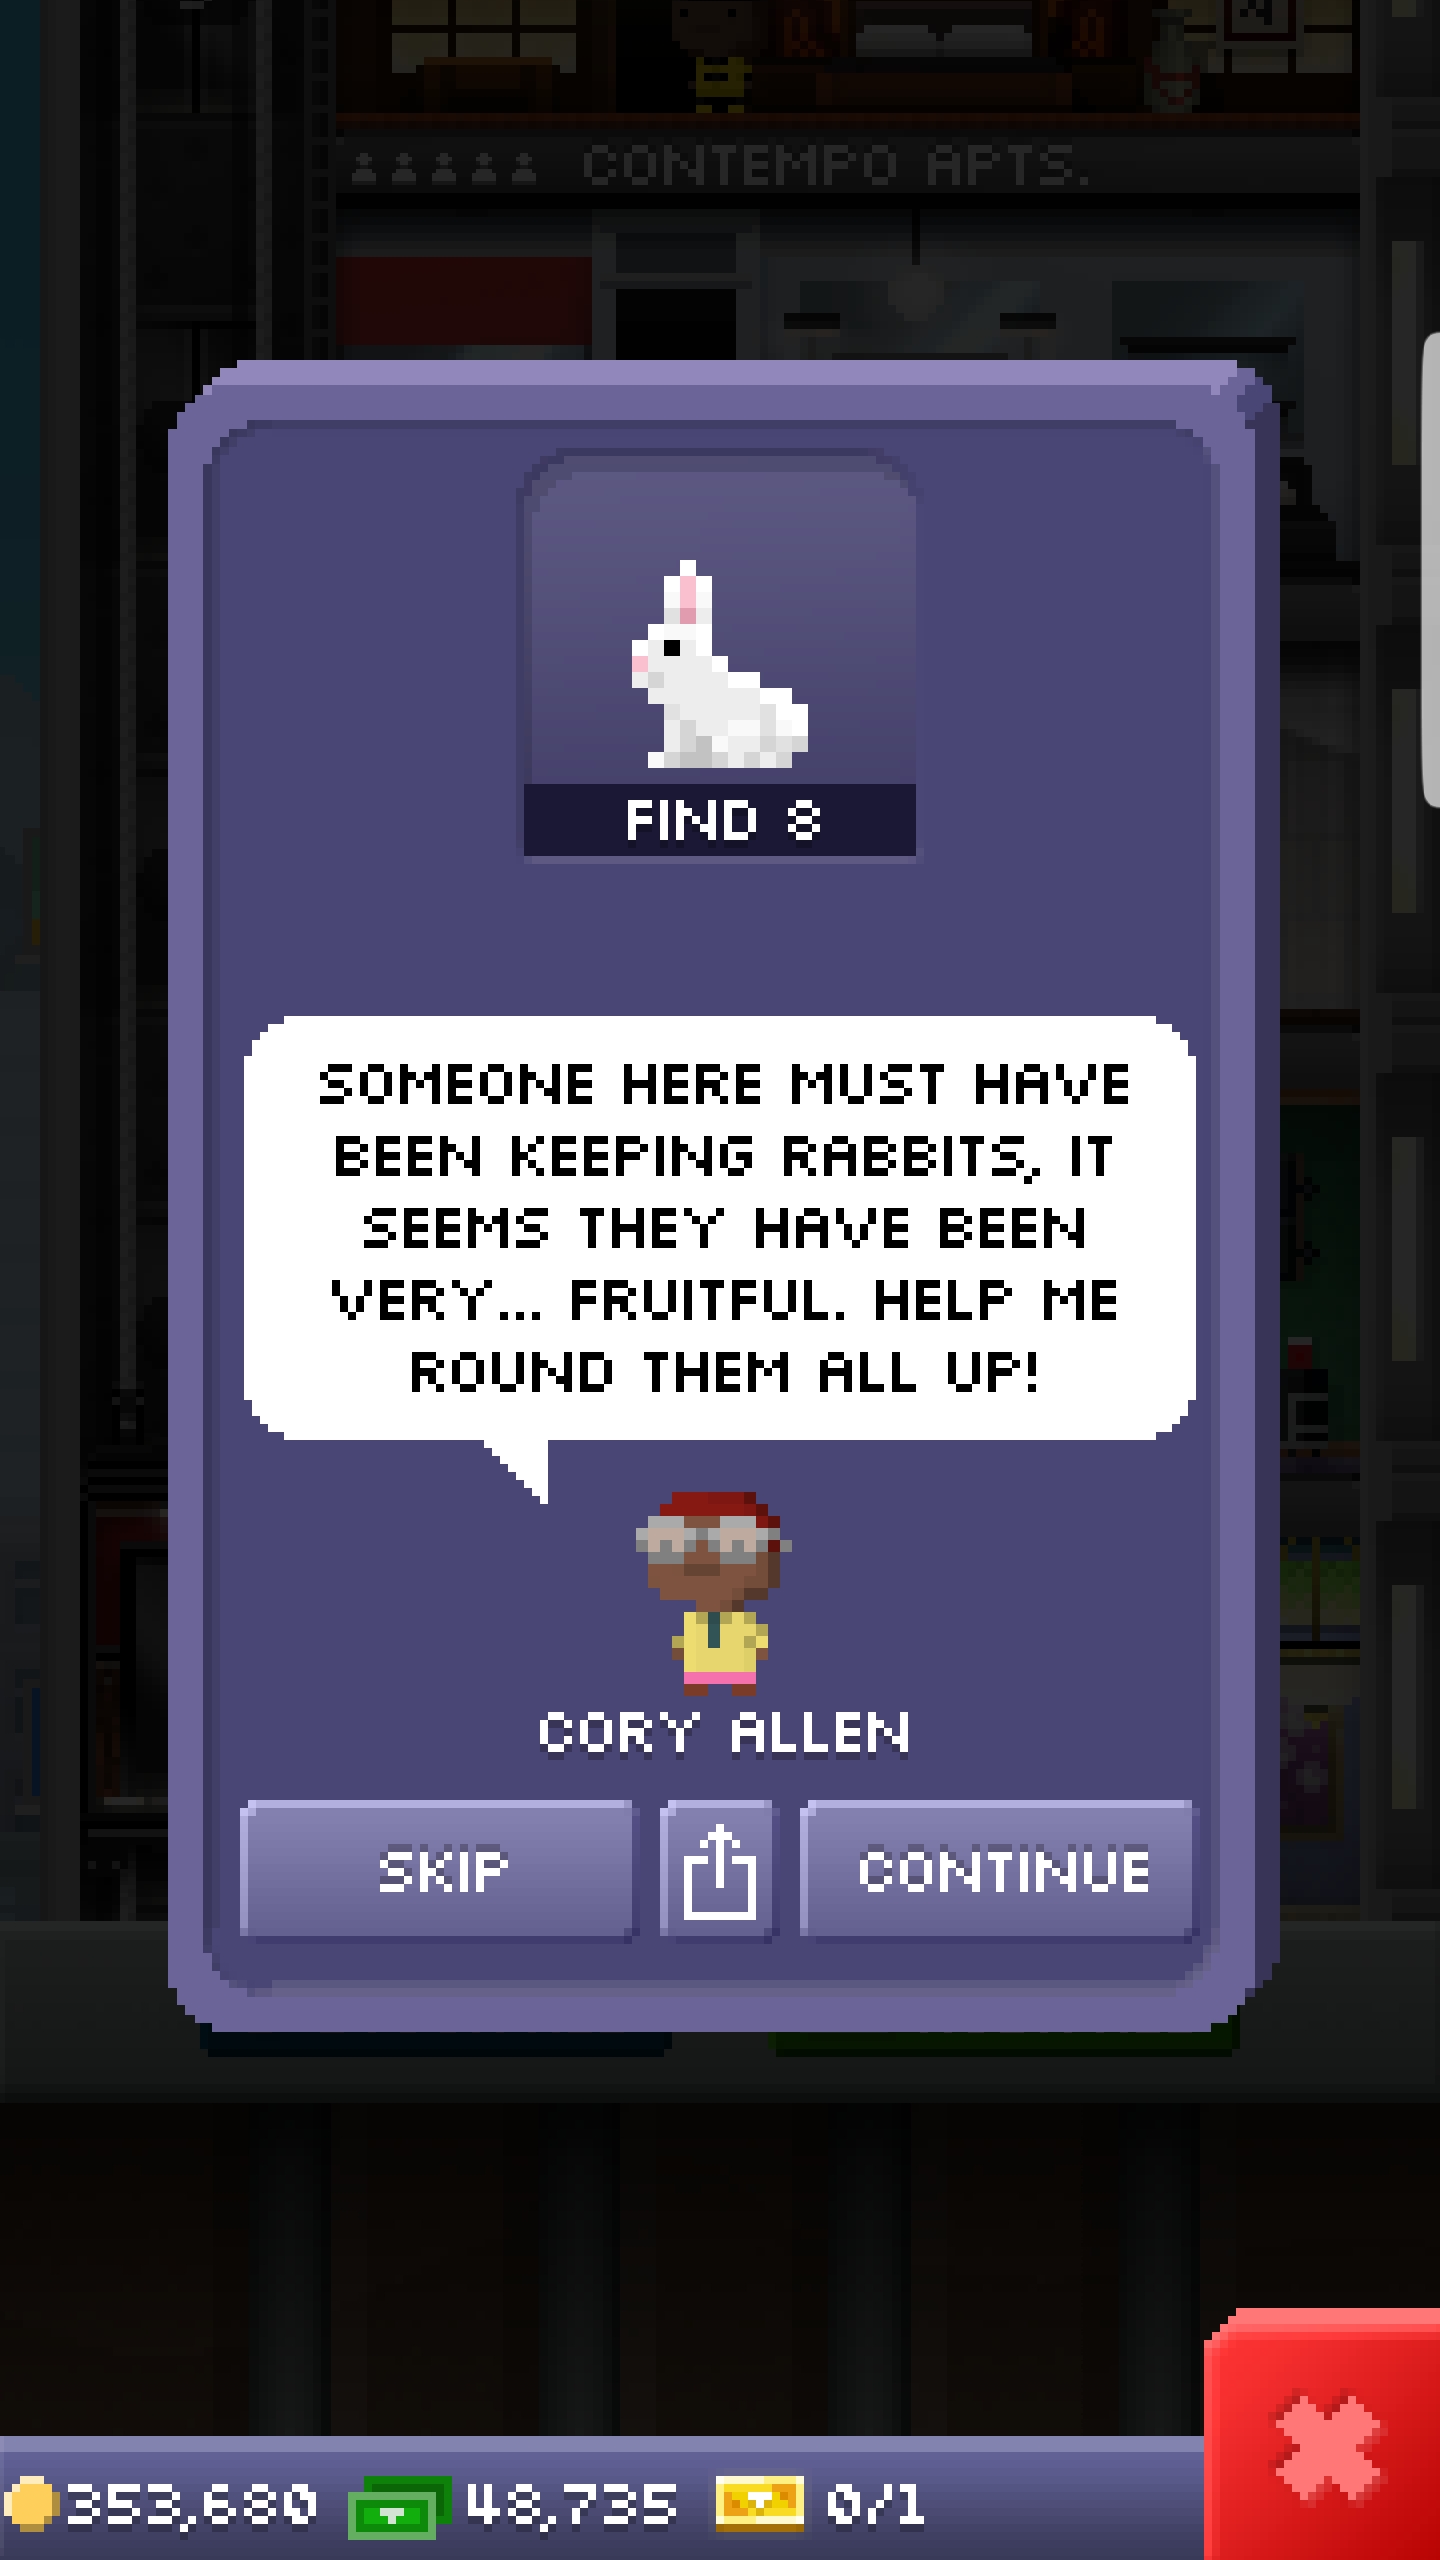 CONTEMPO APTS.
FIND 8
SOMEONE HERE MUST HAVE
BEEN KEEPING RABBITS, IT
SEEMS THEY HAVE BEEN
VERY... FRUITFUL. HELP ME
ROUND THEM ALL UP!
CORY ALLEN
SKIP CONTINUE
353,680 48,735 0/1